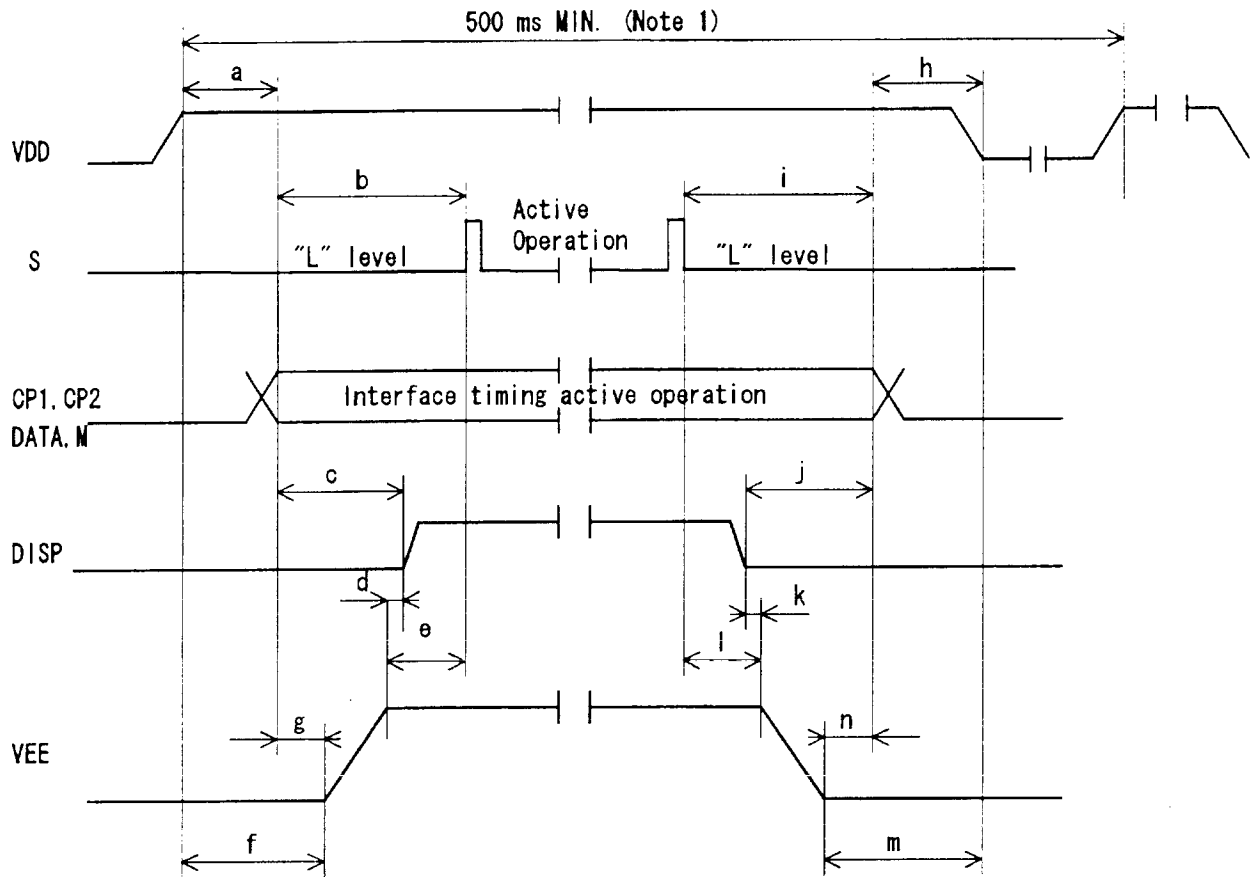 500 ms MIN. (Note 1)
a
h
VDD
b
i
S
"L" level
Active
Operation
"L" level
CP1, CP2
DATA, M
Interface timing active operation
c
j
DISP
d
k
e
l
g
n
VEE
f
m